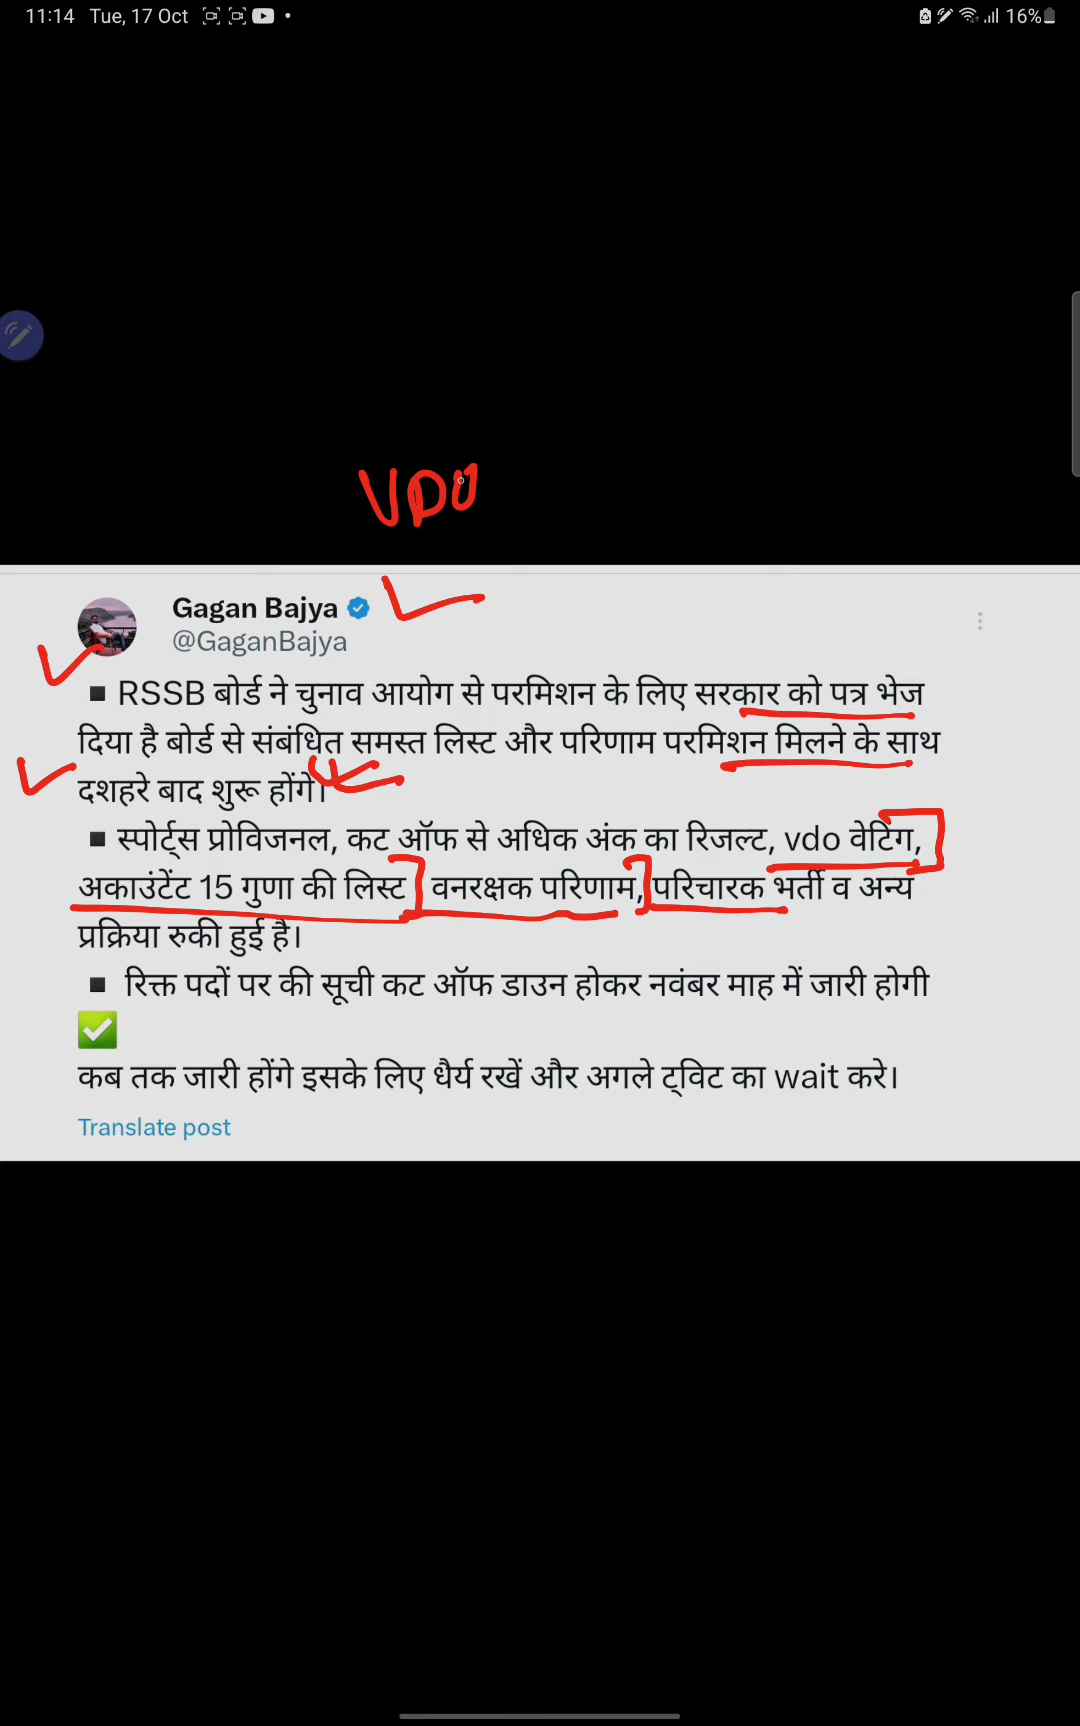 11:14 Tue, 17 Oct
16%
VDO
Gagan Bajya
@GaganBajya
▪ RSSB बोर्ड ने चुनाव आयोग से परमिशन के लिए सरकार को पत्र भेज
दिया है बोर्ड से संबंधित समस्त लिस्ट और परिणाम परमिशन मिलने के साथ
दशहरे बाद शुरू होंगे।
▪ स्पोर्ट्स प्रोविजनल, कट ऑफ से अधिक अंक का रिजल्ट, vdo वेटिंग,
अकाउंटेंट 15 गुणा की लिस्ट वनरक्षक परिणाम, परिचारक भर्ती व अन्य
प्रक्रिया रुकी हुई है।
▪ रिक्त पदों पर की सूची कट ऑफ डाउन होकर नवंबर माह में जारी होगी
✅
कब तक जारी होंगे इसके लिए धैर्य रखें और अगले ट्विट का wait करे।
Translate post